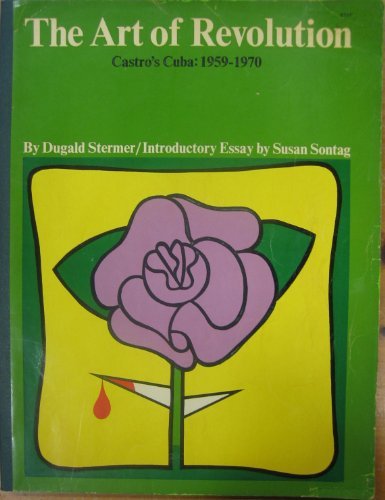 The Art of Revolution
Castro's Cuba: 1959-1970
By Dugald Stermer/Introductory Essay by Susan Sontag